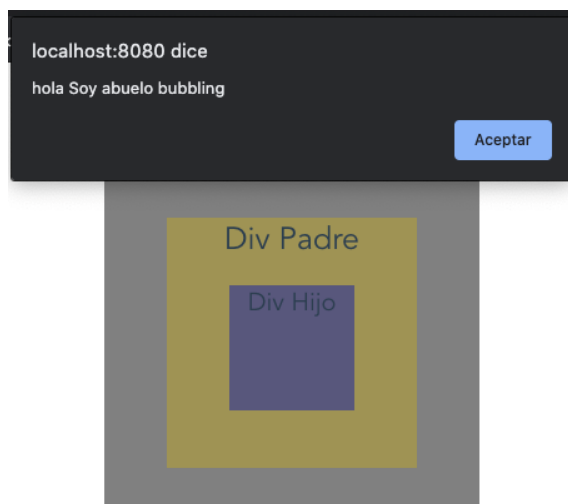 localhost:8080 dice
hola Soy abuelo bubbling
Aceptar
Div Padre
Div Hijo